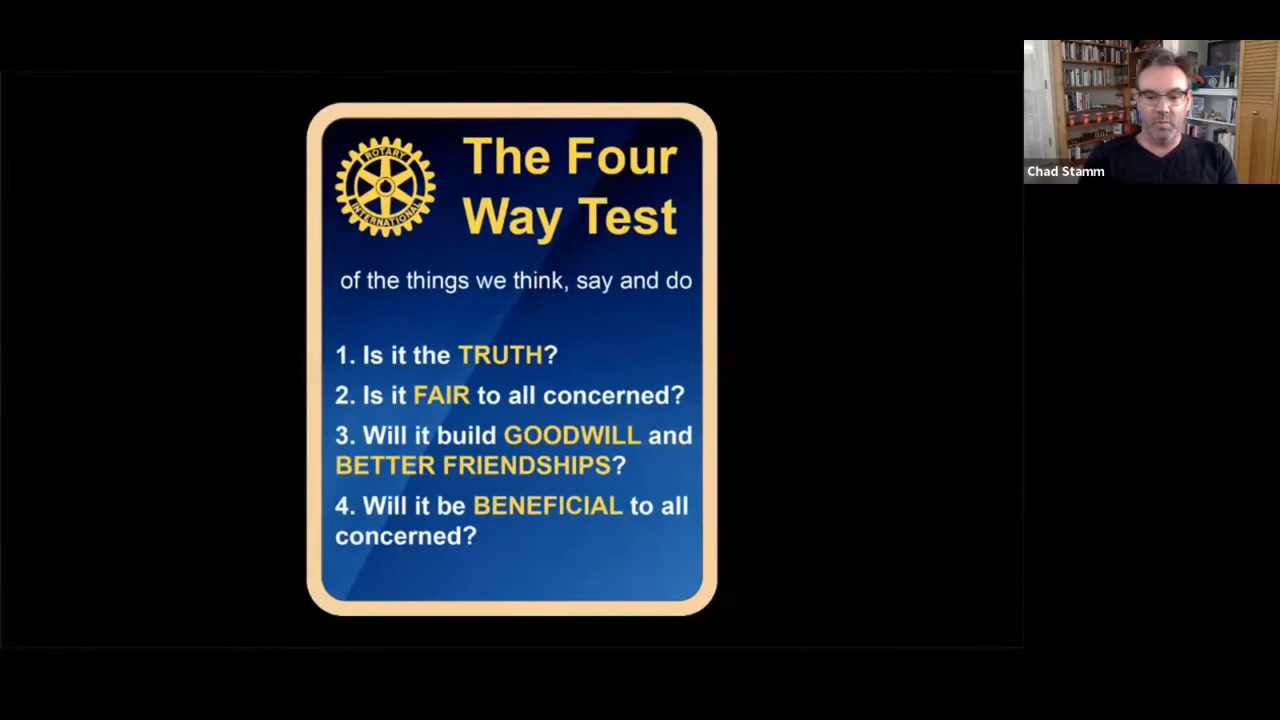 ROTARY
INTERNATIONAL
The Four
Way Test
of the things we think, say and do
1. Is it the TRUTH?
2. Is it FAIR to all concerned?
3. Will it build GOODWILL and
BETTER FRIENDSHIPS?
4. Will it be BENEFICIAL to all
concerned?
Chad Stamm